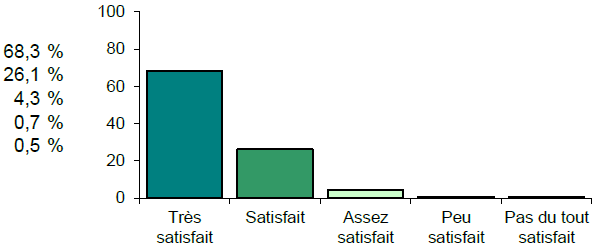 68,3 %
26,1 %
4,3 %
0,7 %
0,5 %
100
80
60
40
20
0
Très satisfait
Satisfait
Assez satisfait
Peu satisfait
Pas du tout satisfait